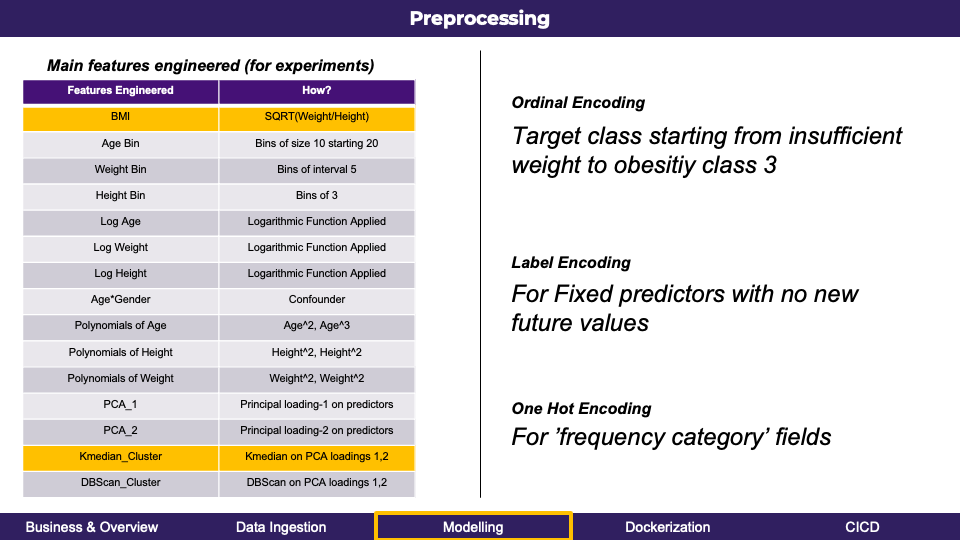 Preprocessing
Main features engineered (for experiments)
Features Engineered How?
BMI SQRT(Weight/Height)
Age Bin Bins of size 10 starting 20
Weight Bin Bins of interval 5
Height Bin Bins of 3
Log Age Logarithmic Function Applied
Log Weight Logarithmic Function Applied
Log Height Logarithmic Function Applied
Age*Gender Confounder
Polynomials of Age Age^2, Age^3
Polynomials of Height Height^2, Height^2
Polynomials of Weight Weight^2, Weight^2
PCA_1 Principal loading-1 on predictors
PCA_2 Principal loading-2 on predictors
Kmedian_Cluster Kmedian on PCA loadings 1,2
DBScan_Cluster DBScan on PCA loadings 1,2
Ordinal Encoding
Target class starting from insufficient
weight to obesitiy class 3
Label Encoding
For Fixed predictors with no new
future values
One Hot Encoding
For ’frequency category’ fields
Business & Overview Data Ingestion Modelling Dockerization CICD